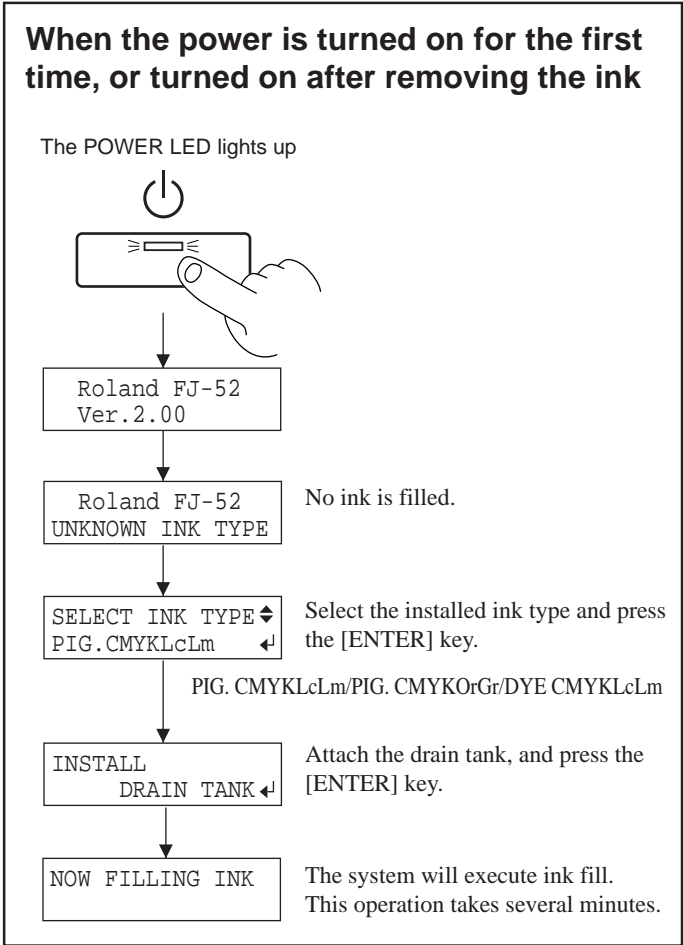 When the power is turned on for the first
time, or turned on after removing the ink
The POWER LED lights up
Roland FJ-52
Ver.2.00
Roland FJ-52
UNKNOWN INK TYPE
No ink is filled.
SELECT INK TYPE
PIG.CMYKLcLm
Select the installed ink type and press
the [ENTER] key.
PIG. CMYKLcLm/PIG. CMYKOrGr/DYE CMYKLcLm
INSTALL
DRAIN TANK
Attach the drain tank, and press the
[ENTER] key.
NOW FILLING INK
The system will execute ink fill.
This operation takes several minutes.